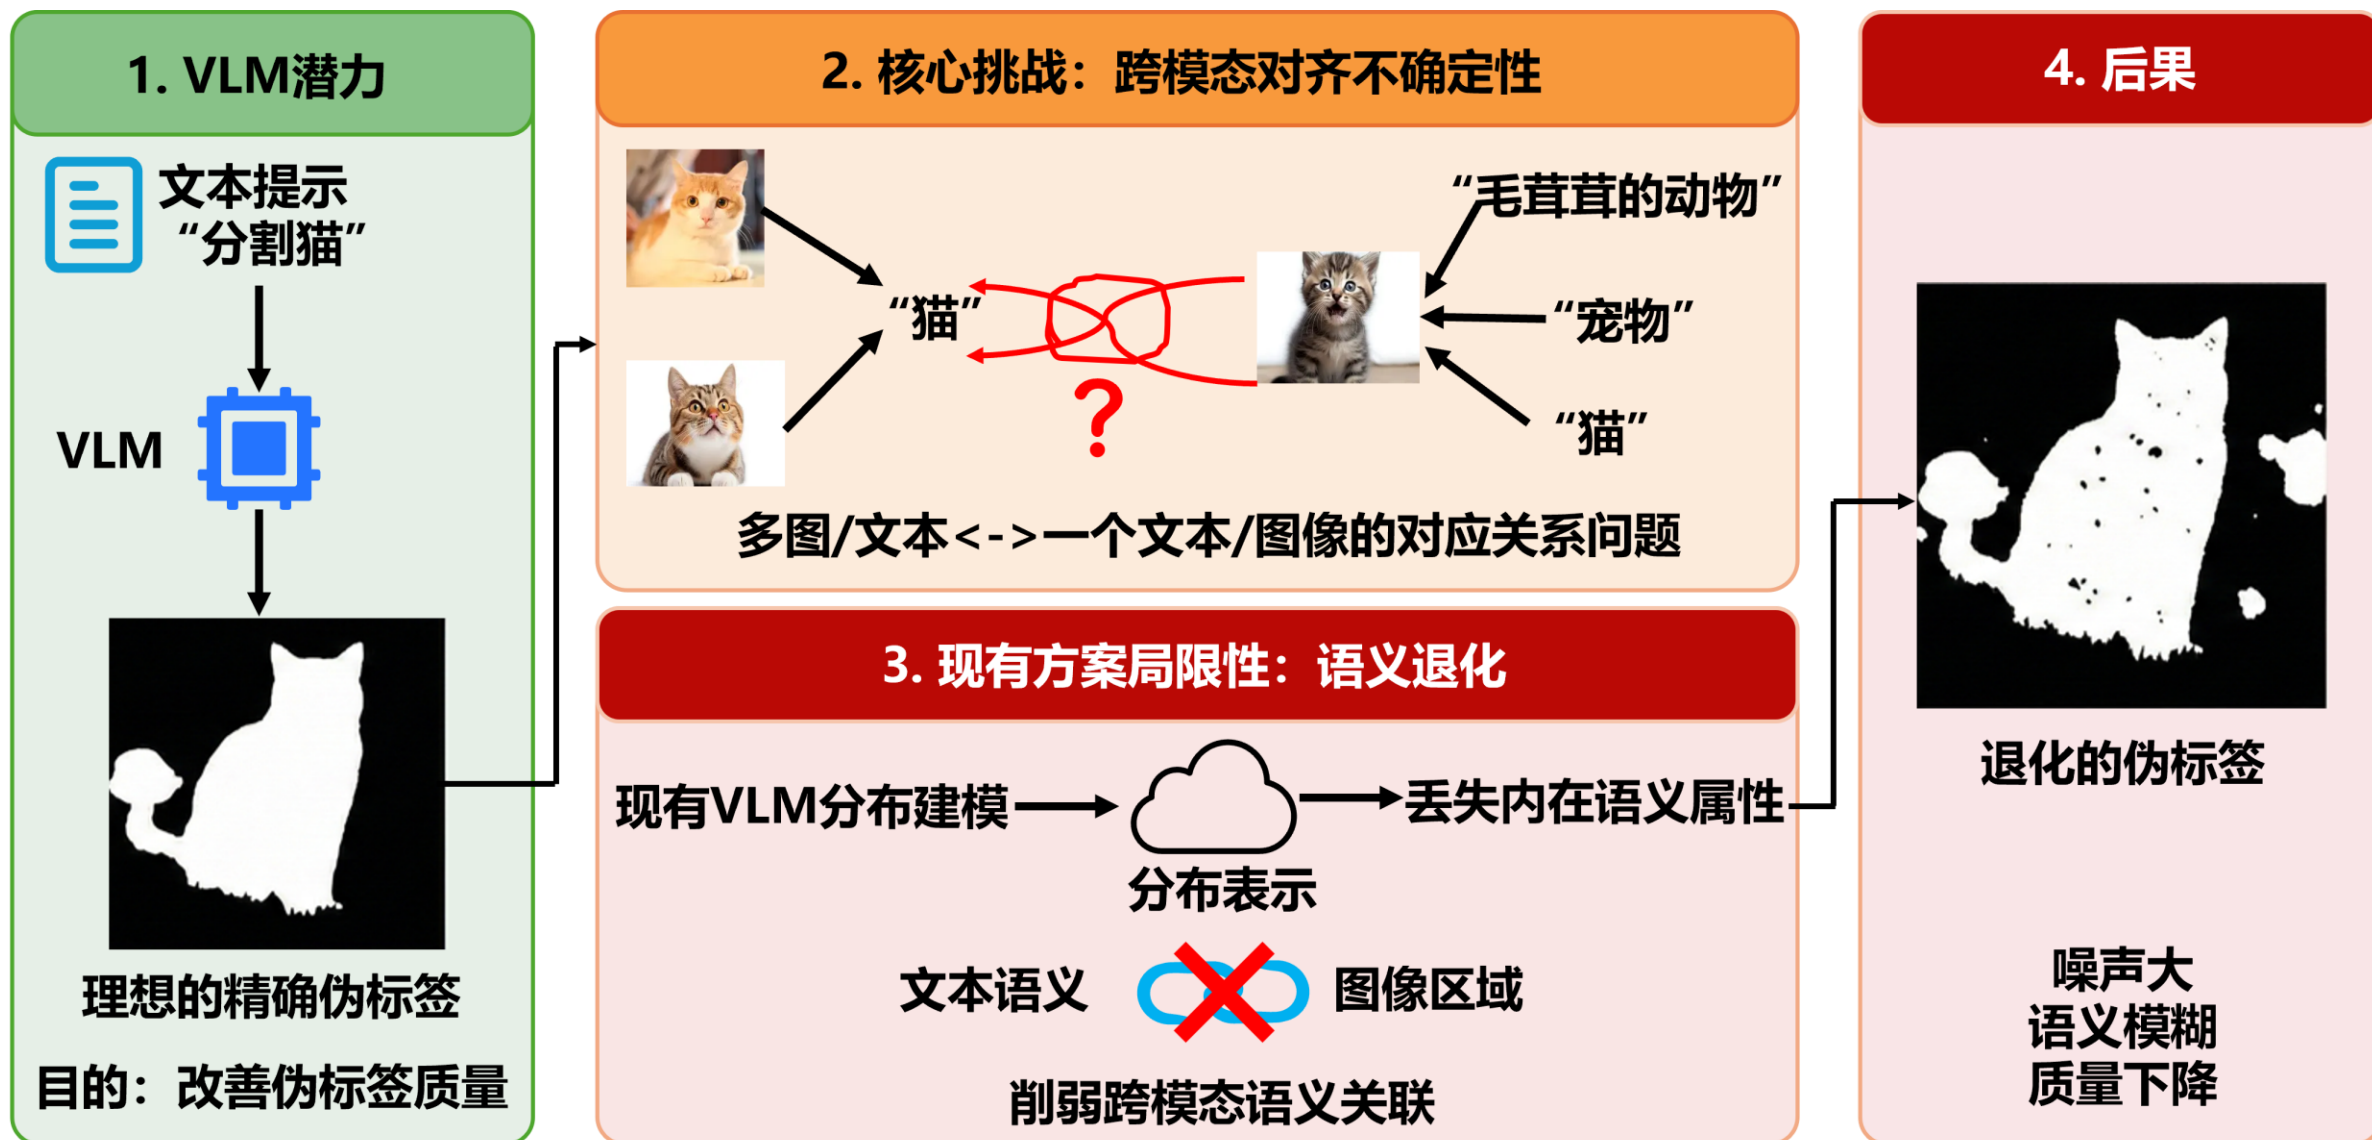 1. VLM潜力
文本提示
“分割猫”
VLM
理想的精确伪标签
目的：改善伪标签质量
2. 核心挑战：跨模态对齐不确定性
“猫”
?
“毛茸茸的动物”
“宠物”
“猫”
多图/文本<->一个文本/图像的对应关系问题
3. 现有方案局限性：语义退化
现有VLM分布建模
分布表示
丢失内在语义属性
文本语义
图像区域
削弱跨模态语义关联
4. 后果
退化的伪标签
噪声大
语义模糊
质量下降